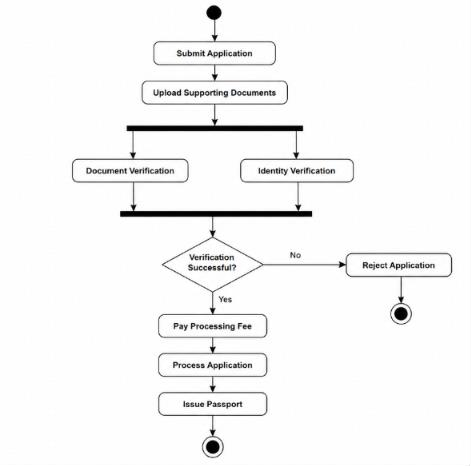 Submit Application
Upload Supporting Documents
Document Verification
Identity Verification
Verification
Successful?
No
Reject Application
Yes
Pay Processing Fee
Process Application
Issue Passport